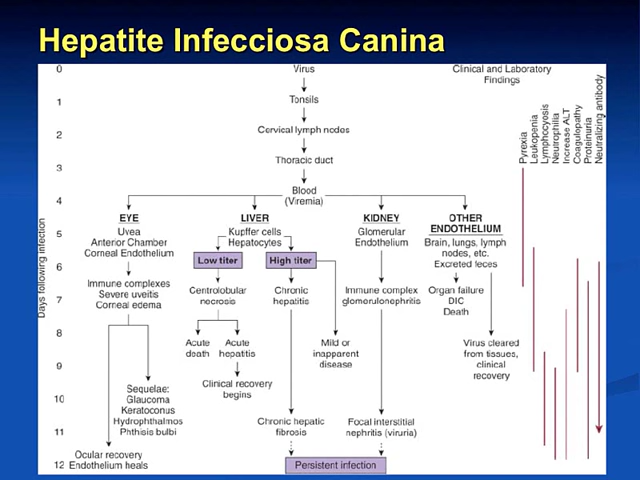 Hepatite Infecciosa Canina
Days following infection
0
1
2
3
4
5
6
7
8
9
10
11
12
Virus
Tonsils
Cervical lymph nodes
Thoracic duct
Blood
(Viremia)
Clinical and Laboratory
Findings
Pyrexia
Leukopenia
Lymphocyosis
Neutrophilia
Increase ALT
Coagulopathy
Proteinuria
Neutralizing antibody
EYE
Uvea
Anterior Chamber
Corneal Endothelium
Immune complexes
Severe uveitis
Corneal edema
Sequelae:
Glaucoma
Keratoconus
Hydrophthalmos
Phthisis bulbi
Ocular recovery
Endothelium heals
LIVER
Kupffer cells
Hepatocytes
Low titer
High titer
Centrolobular
necrosis
Chronic
hepatitis
Acute
death
Acute
hepatitis
Mild or
inapparent
disease
Clinical recovery
begins
Chronic hepatic
fibrosis
KIDNEY
Glomerular
Endothelium
Immune complex
glomorulonephritis
Focal interstitial
nephritis (viruria)
Persistent infection
OTHER
ENDOTHELIUM
Brain, lungs, lymph
nodes, etc.
Excreted feces
Organ failure
DIC
Death
Virus cleared
from tissues,
clinical
recovery